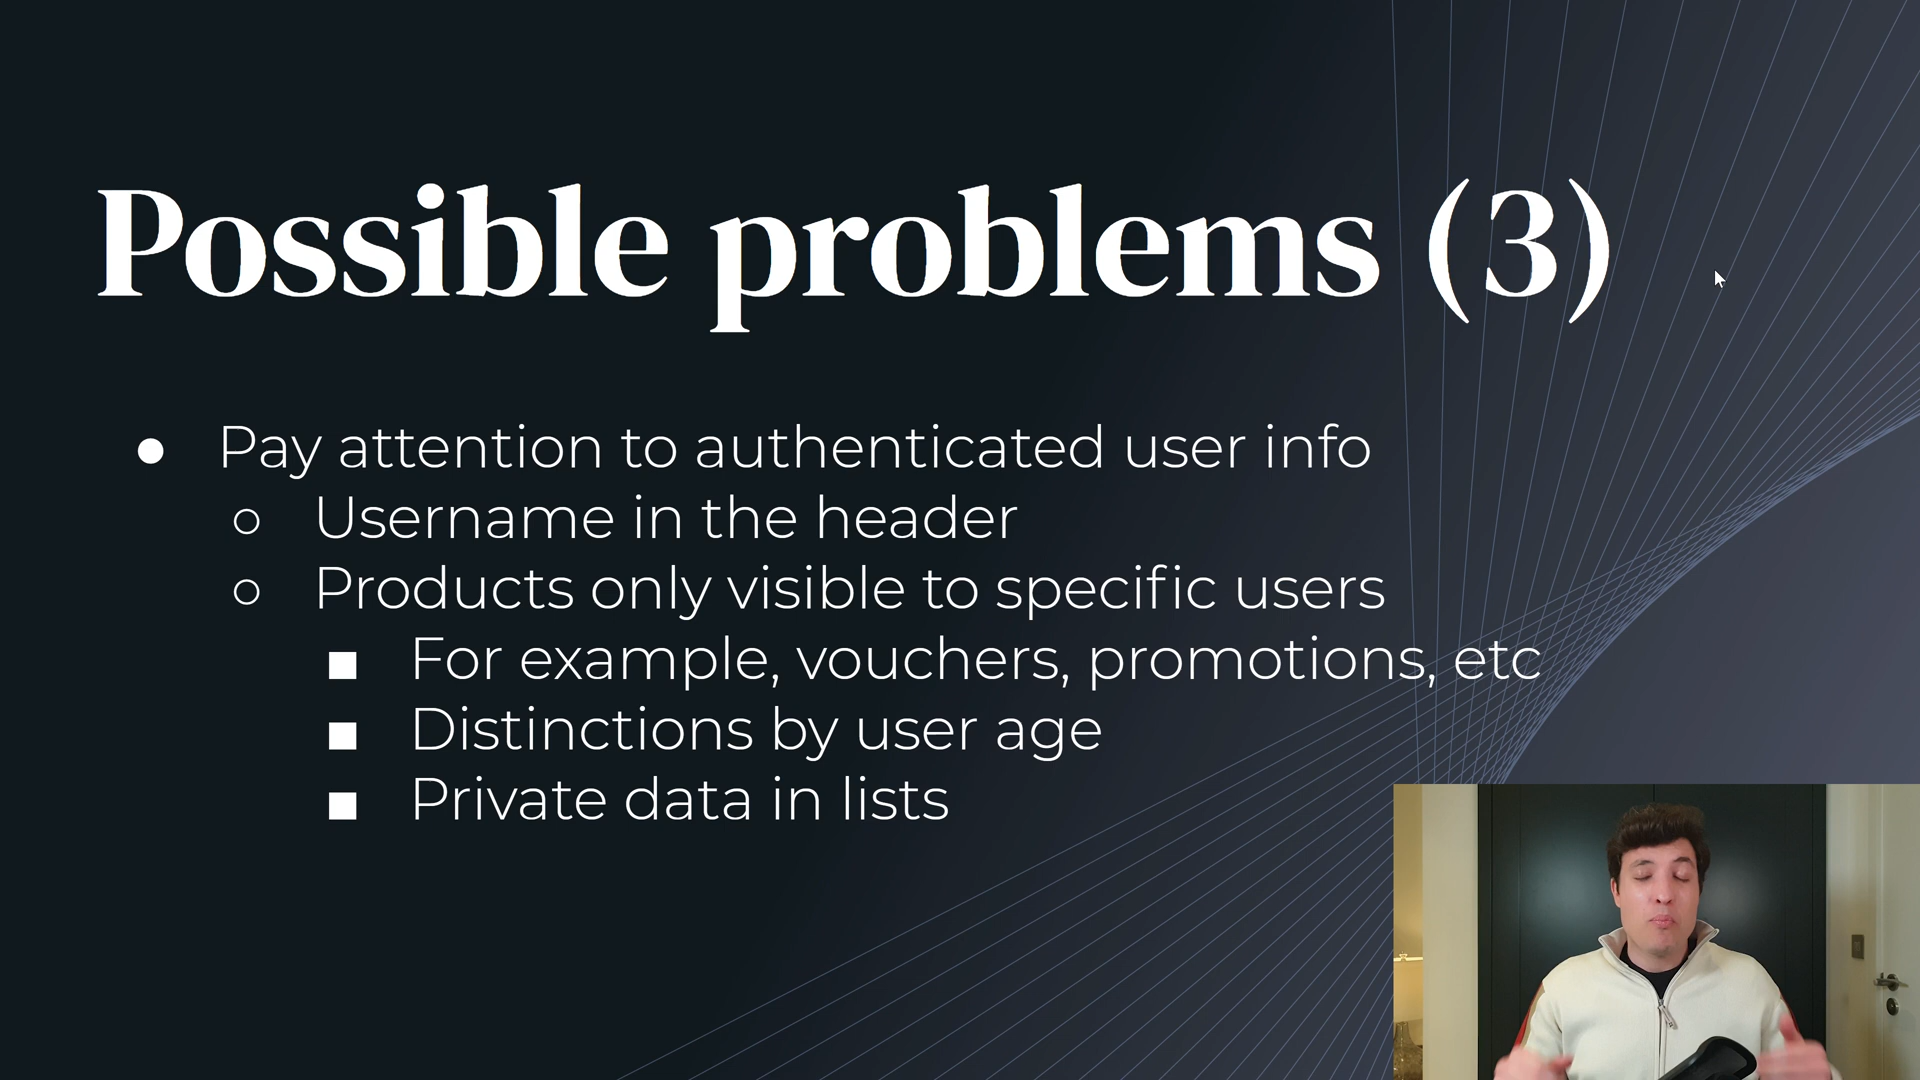 Possible problems (3)
● Pay attention to authenticated user info
○ Username in the header
○ Products only visible to specific users
■ For example, vouchers, promotions, etc
■ Distinctions by user age
■ Private data in lists